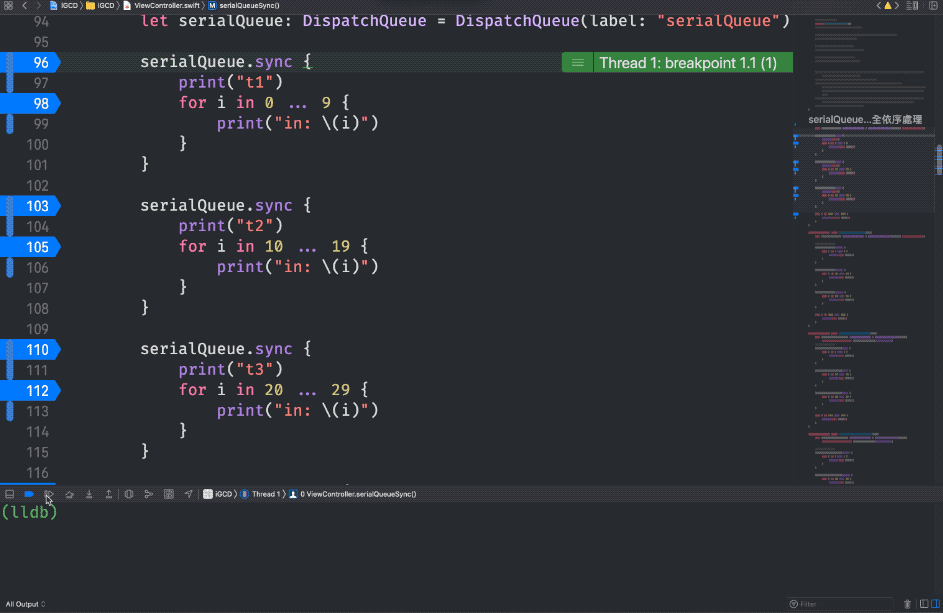 iGCD 〉 iGCD 〉 ViewController.swift 〉 M serialQueueSync()
94 let serialQueue: DispatchQueue = DispatchQueue(label: "serialQueue")
95
96 serialQueue.sync { Thread 1: breakpoint 1.1 (1)
97 print("t1")
98 for i in 0 ... 9 {
99 print("in: \(i)")
100 }
101 }
102
103 serialQueue.sync {
104 print("t2")
105 for i in 10 ... 19 {
106 print("in: \(i)")
107 }
108 }
109
110 serialQueue.sync {
111 print("t3")
112 for i in 20 ... 29 {
113 print("in: \(i)")
114 }
115 }
116
serialQueue...全依序處理
iGCD 〉 Thread 1 〉 0 ViewController.serialQueueSync()
(lldb)
All Output
Filter